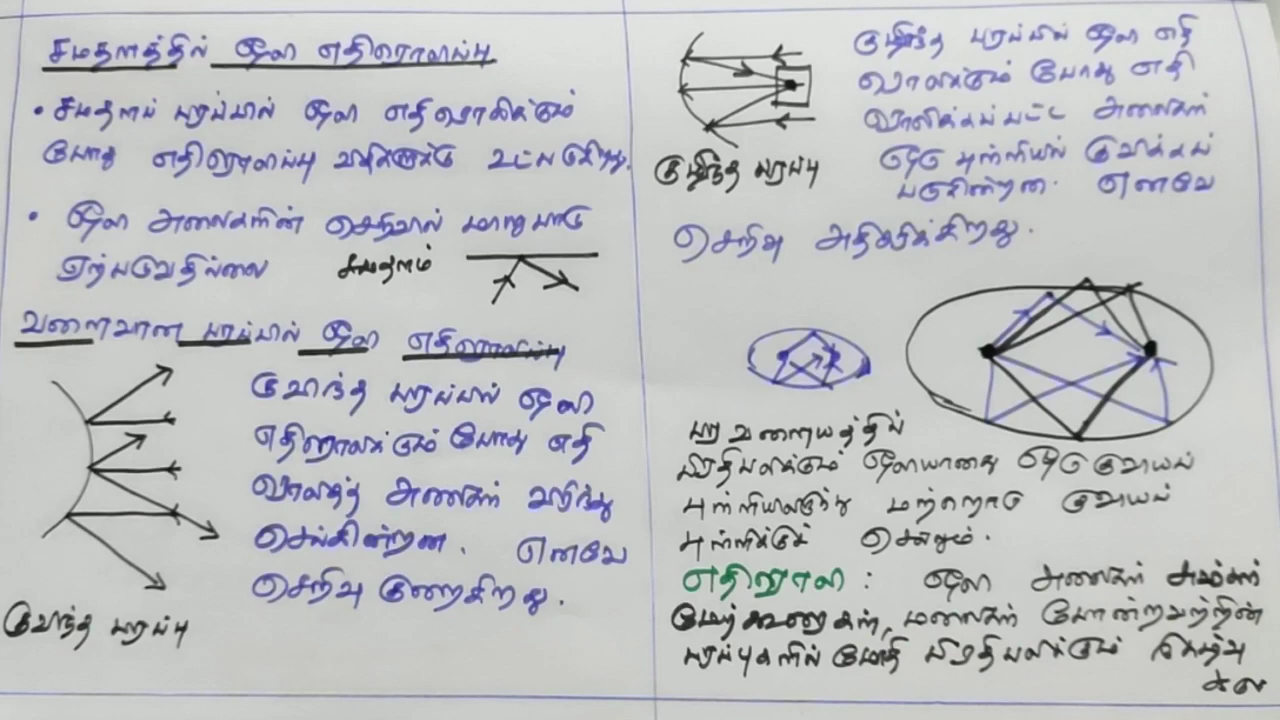 சமதளத்தில் ஒலி எதிரொலிப்பு
• சமதளப் பரப்பில் ஒலி எதிரொலிக்கும்
போது எதிரொலிப்பு விதிகளுக்கு உட்படுகிறது.
• ஒலி அலைகளின் செறிவில் மாறுபாடு
ஏற்படுவதில்லை
சமதளம்
வளைவான பரப்பில் ஒலி எதிரொலிப்பு
குவிந்த பரப்பில் ஒலி
எதிரொலிக்கும் போது எதி
ரொலித்த அலைகள் விரிந்து
செல்கின்றன. எனவே
செறிவு குறைகிறது.
குவிந்த பரப்பு
குழிந்த பரப்பு
குழிந்த பரப்பில் ஒலி எதி
ரொலிக்கும் போது எதி
ரொலிக்கப்பட்ட அலைகள்
ஒரு புள்ளியில் குவிக்கப்
படுகின்றன. எனவே
செறிவு அதிகரிக்கிறது.
பர வளையத்தில்
பிரதிபலிக்கும் ஒலியானது ஒரு குவியப்
புள்ளியிலிருந்து மற்றொரு குவியப்
புள்ளிக்குச் செல்லும்.
எதிரொலி : ஒலி அலைகள் சுவர்கள்
மேற்கூரைகள், மலைகள் போன்றவற்றின்
பரப்புகளில் மோதி பிரதிபலிக்கும் நிகழ்வு